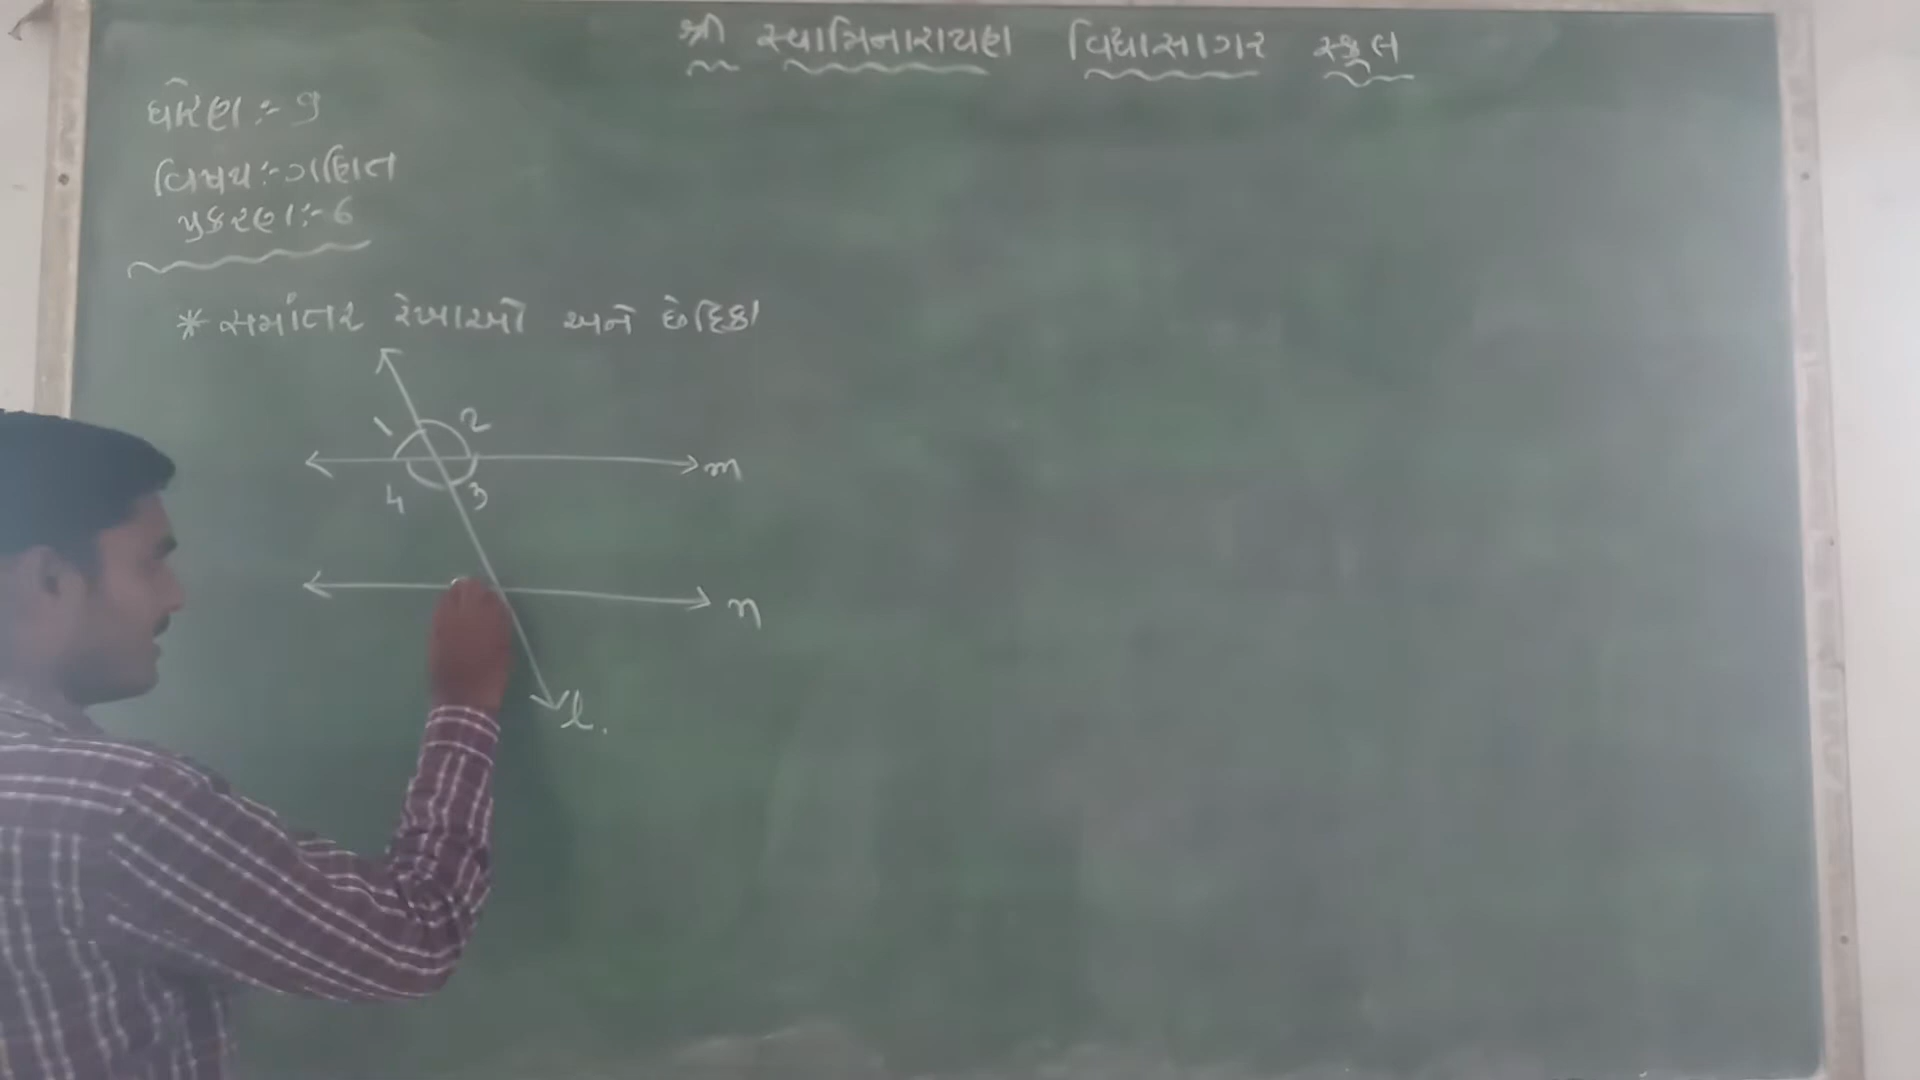 શ્રી સ્વામિનારાયણ વિદ્યાસાગર સ્કુલ
ધોરણ :- 9
વિષય :- ગણિત
પ્રકરણ :- 6
* સમાંતર રેખાઓ અને છેદિકા
1 2
m
4 3
n
l.